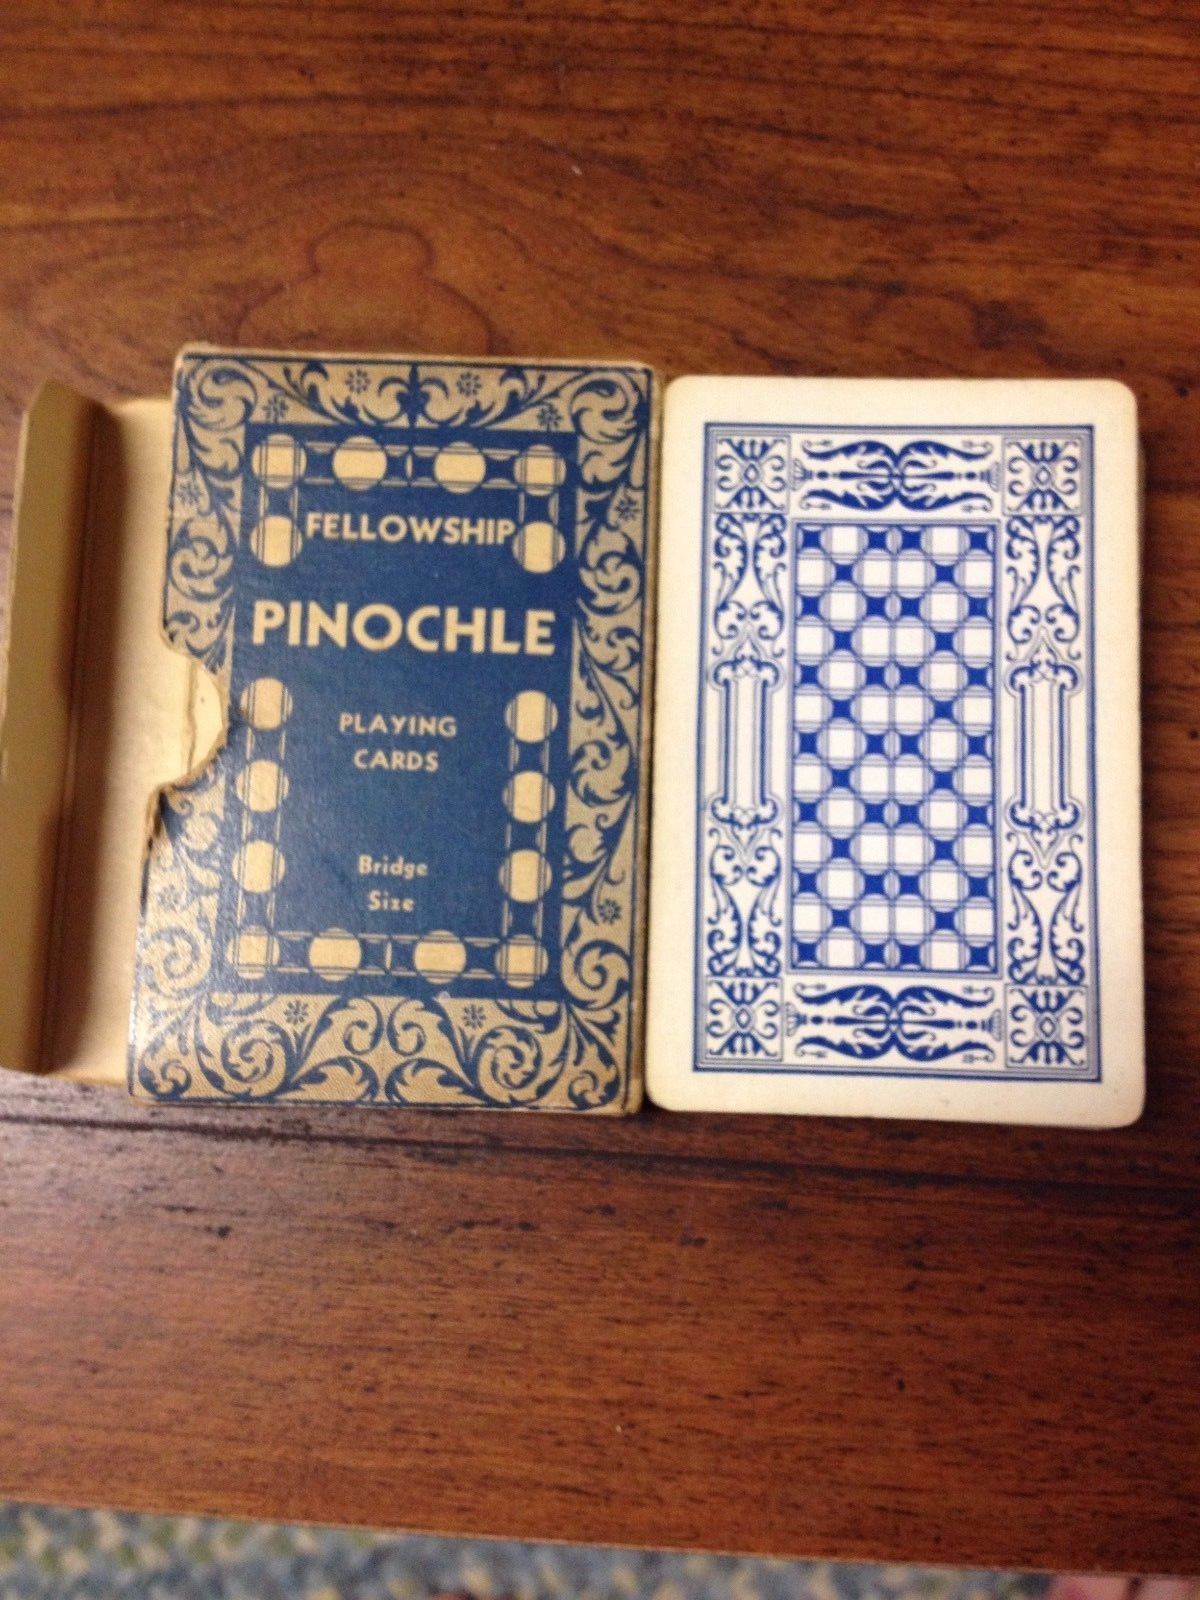 FELLOWSHIP
PINOCHLE
PLAYING
CARDS
Bridge
Size